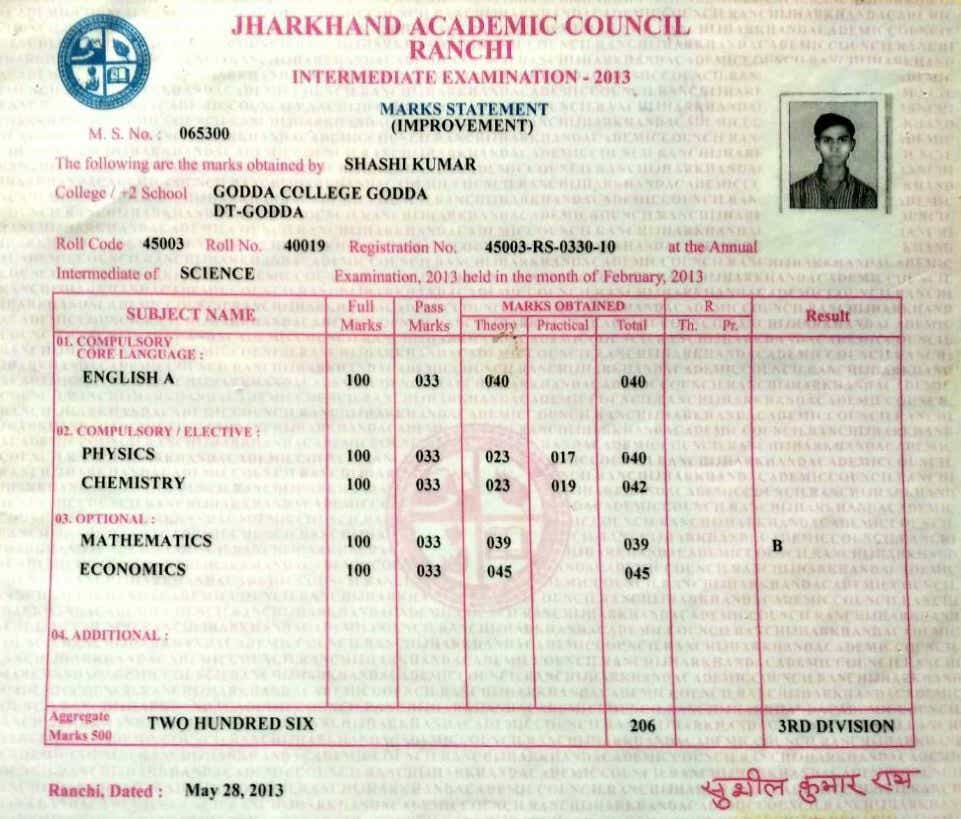 JHARKHAND ACADEMIC COUNCIL
RANCHI
INTERMEDIATE EXAMINATION - 2013
MARKS STATEMENT
(IMPROVEMENT)
M. S. No. : 065300
The following are the marks obtained by SHASHI KUMAR
College / +2 School GODDA COLLEGE GODDA
DT-GODDA
Roll Code 45003 Roll No. 40019 Registration No. 45003-RS-0330-10 at the Annual
Intermediate of SCIENCE Examination, 2013 held in the month of February, 2013
SUBJECT NAME Full Marks Pass Marks MARKS OBTAINED R Result
Theory Practical Total Th. Pr.
01. COMPULSORY
CORE LANGUAGE :
ENGLISH A 100 033 040 040
02. COMPULSORY / ELECTIVE :
PHYSICS 100 033 023 017 040
CHEMISTRY 100 033 023 019 042
03. OPTIONAL :
MATHEMATICS 100 033 039 039 B
ECONOMICS 100 033 045 045
04. ADDITIONAL :
Aggregate
Marks 500 TWO HUNDRED SIX 206 3RD DIVISION
Ranchi, Dated : May 28, 2013
सुशील कुमार राय